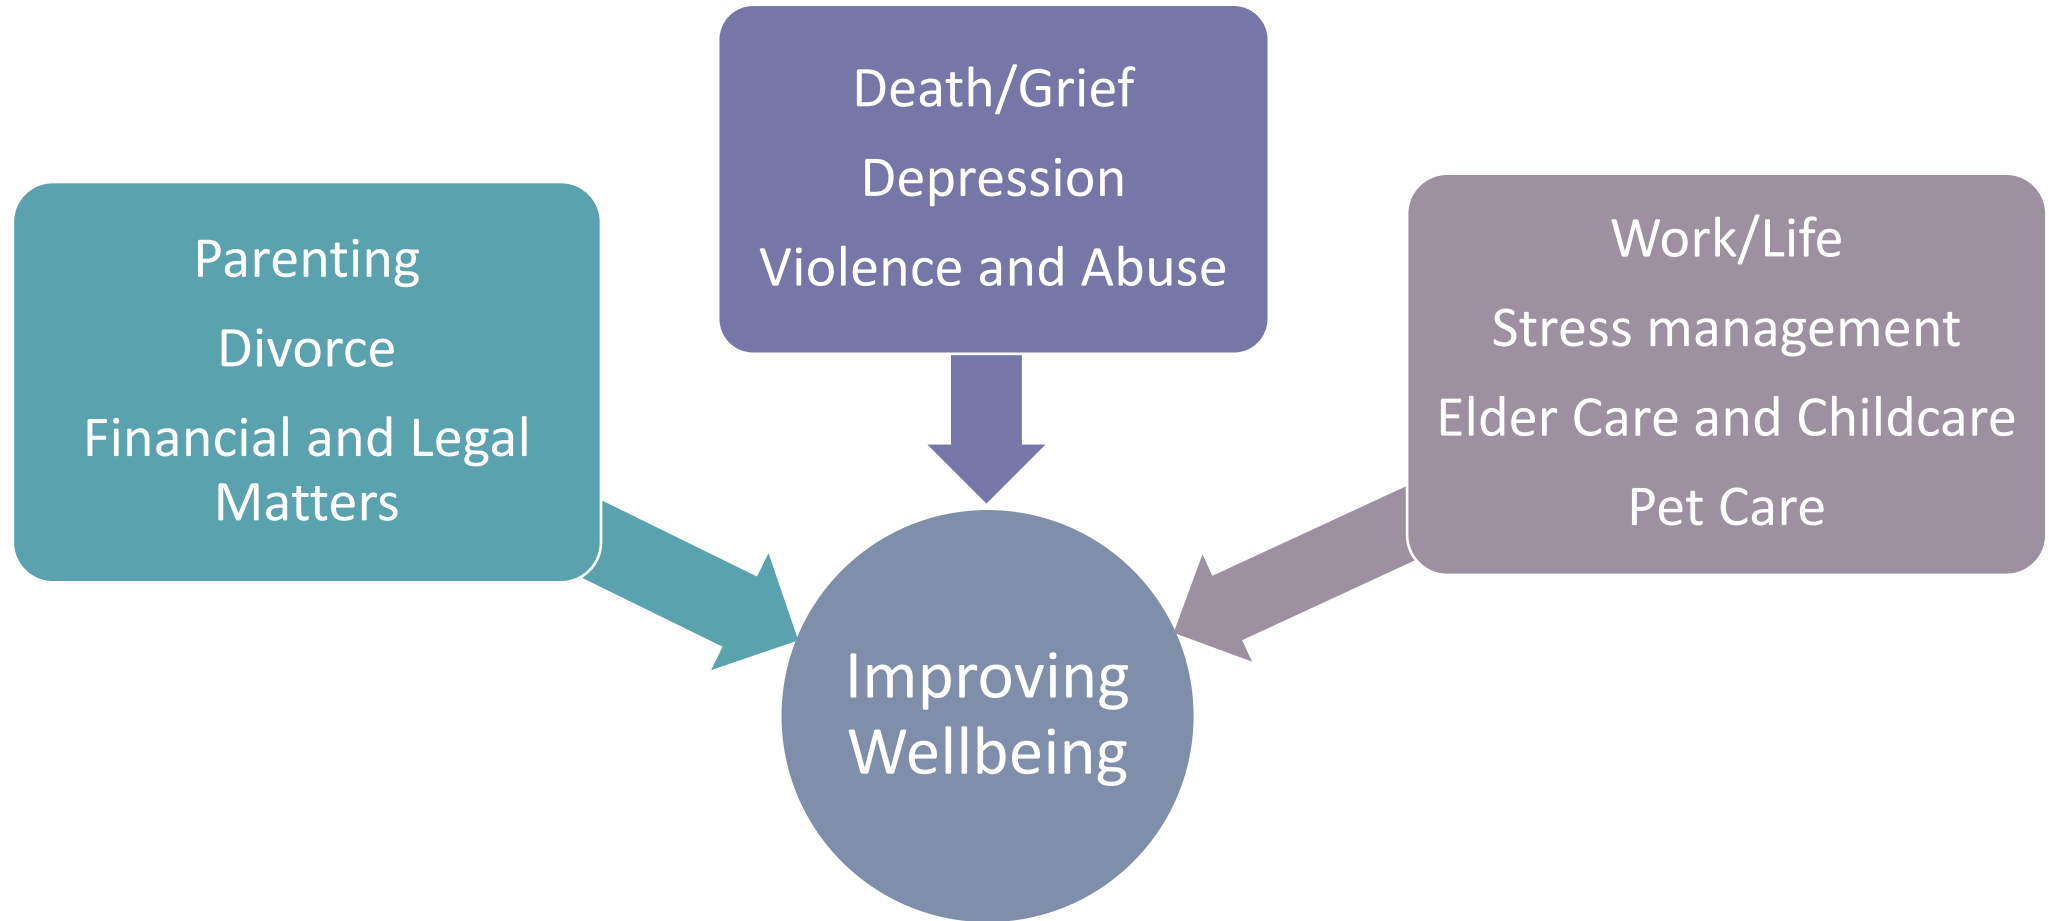 Parenting
Divorce
Financial and Legal
Matters
Death/Grief
Depression
Violence and Abuse
Work/Life
Stress management
Elder Care and Childcare
Pet Care
Improving
Wellbeing